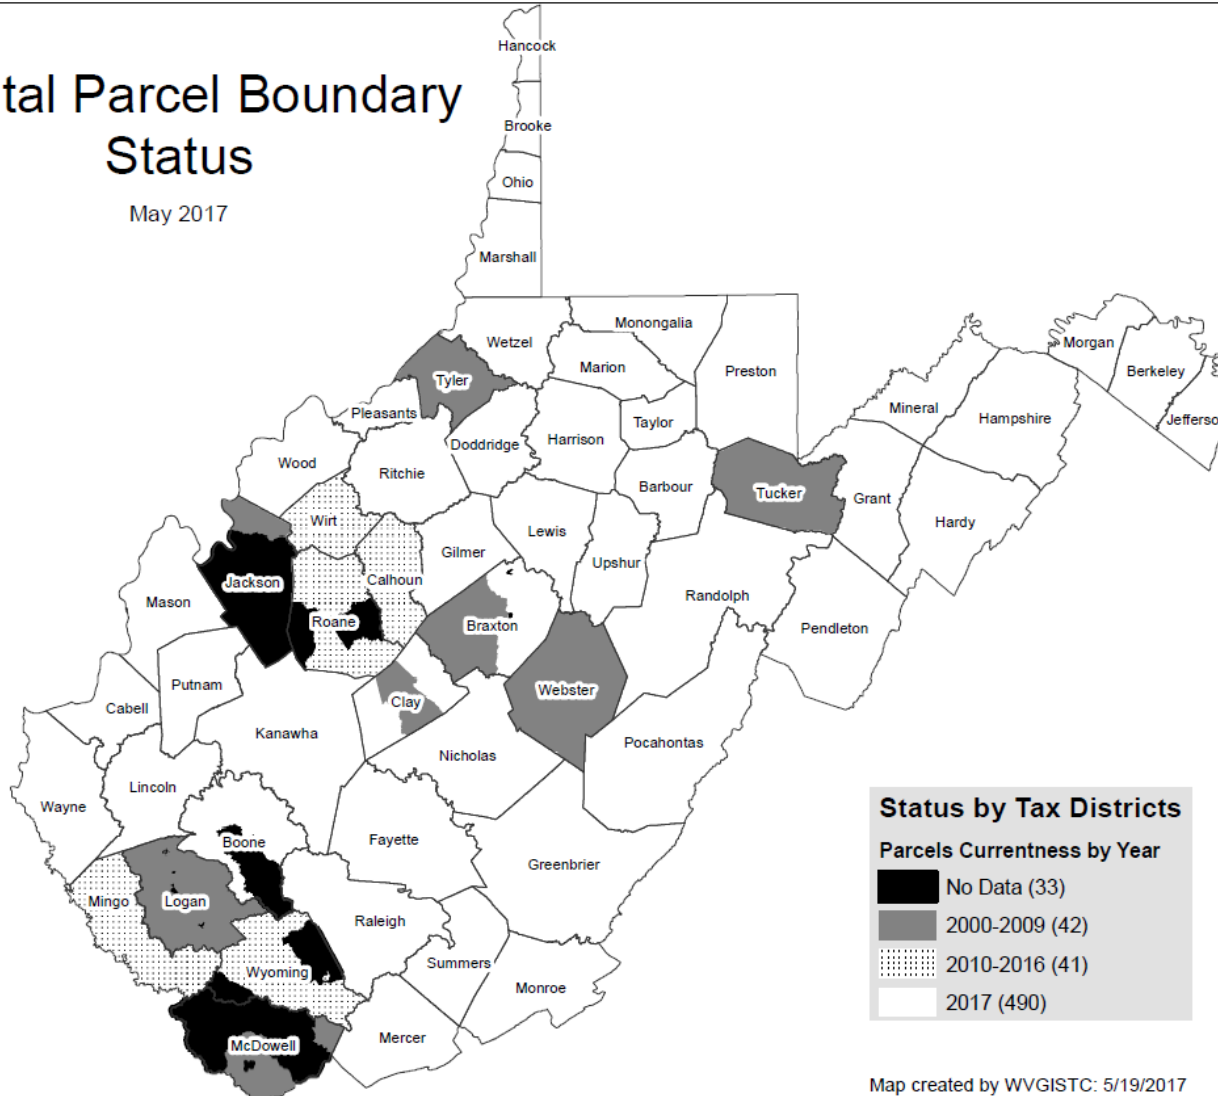 tal Parcel Boundary
Status
May 2017
Hancock
Brooke
Ohio
Marshall
Wetzel
Monongalia
Marion
Preston
Tyler
Pleasants
Doddridge
Harrison
Taylor
Morgan
Berkeley
Jefferso
Mineral
Hampshire
Wood
Ritchie
Barbour
Tucker
Grant
Hardy
Wirt
Lewis
Gilmer
Upshur
Jackson
Calhoun
Mason
Roane
Braxton
Randolph
Pendleton
Putnam
Clay
Webster
Cabell
Kanawha
Nicholas
Pocahontas
Lincoln
Wayne
Boone
Fayette
Greenbrier
Mingo
Logan
Raleigh
Wyoming
Summers
Monroe
McDowell
Mercer
Status by Tax Districts
Parcels Currentness by Year
No Data (33)
2000-2009 (42)
2010-2016 (41)
2017 (490)
Map created by WVGISTC: 5/19/2017